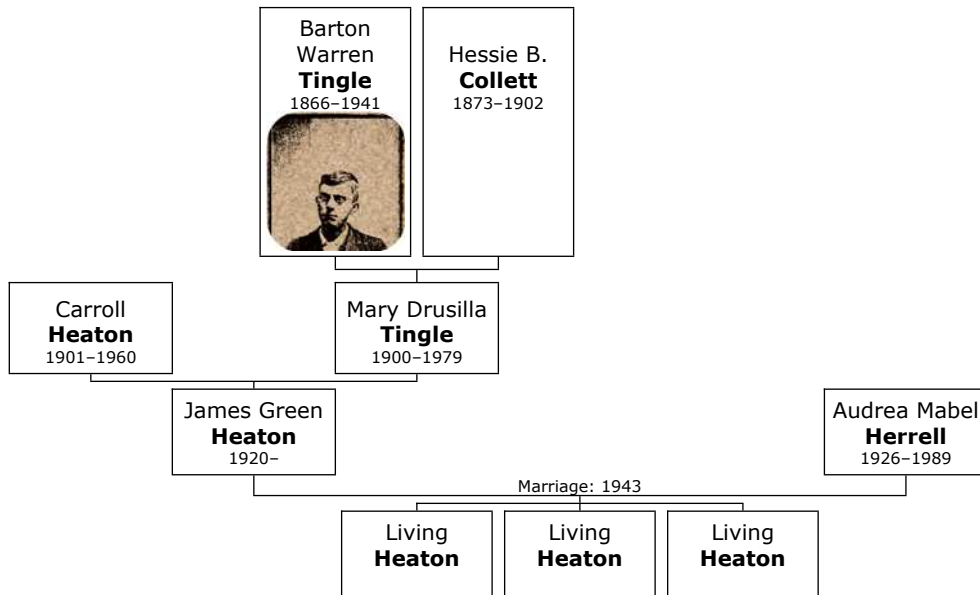 Barton
Warren
Tingle
1866–1941
Hessie B.
Collett
1873–1902
Carroll
Heaton
1901–1960
Mary Drusilla
Tingle
1900–1979
James Green
Heaton
1920–
Audrea Mabel
Herrell
1926–1989
Marriage: 1943
Living
Heaton
Living
Heaton
Living
Heaton